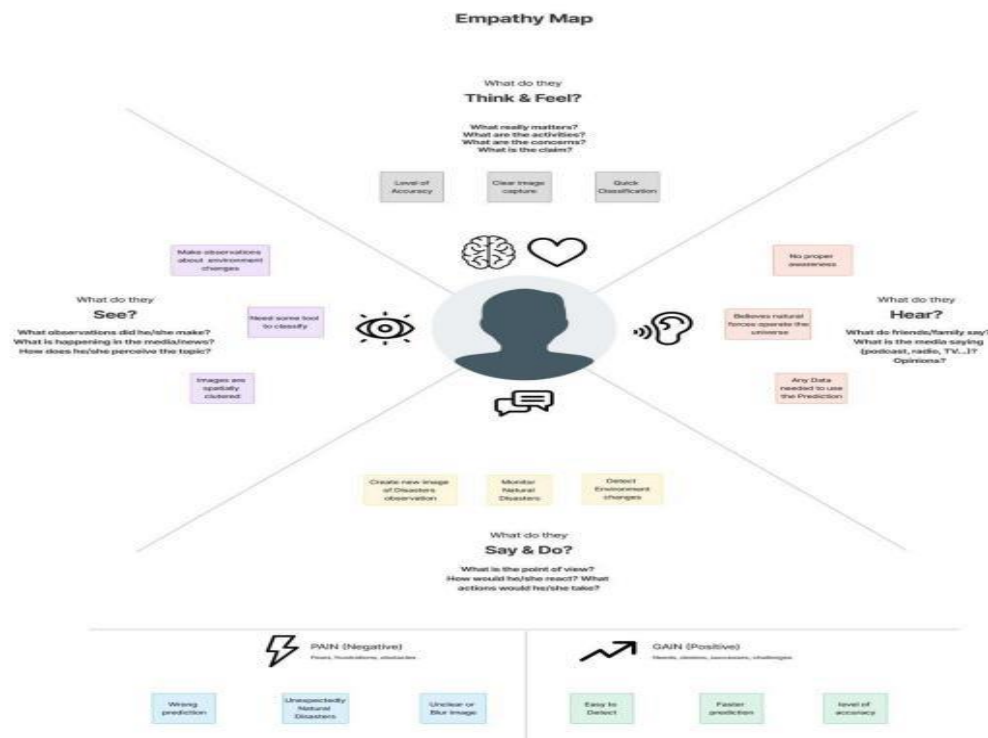 Empathy Map
What do they
Think & Feel?
What really matters?
What are the activities?
What are the concerns?
What is the claim?
Level of
Accuracy
Clear image
capture
Quick
Classification
Make observations
about environment
changes
What do they
See?
What observations did he/she make?
What is happening in the media/news?
How does he/she perceive the topic?
Need some tool
to classify
Images are
spatially
clutered
No proper
awareness
Believes natural
forces operate the
universe
What do they
Hear?
What do friends/family say?
What is the media saying
(podcast, radio, TV...)?
Opinions?
Any Data
needed to use
the Prediction
Create new image
of Disasters
observation
Monitor
Natural
Disasters
Detect
Environment
changes
What do they
Say & Do?
What is the point of view?
How would he/she react? What
actions would he/she take?
PAIN (Negative)
Fears, frustrations, obstacles
Wrong
prediction
Unexpectedly
Natural
Disasters
Unclear or
Blur image
GAIN (Positive)
Needs, desires, successes, challenges
Easy to
Detect
Faster
prediction
level of
accuracy